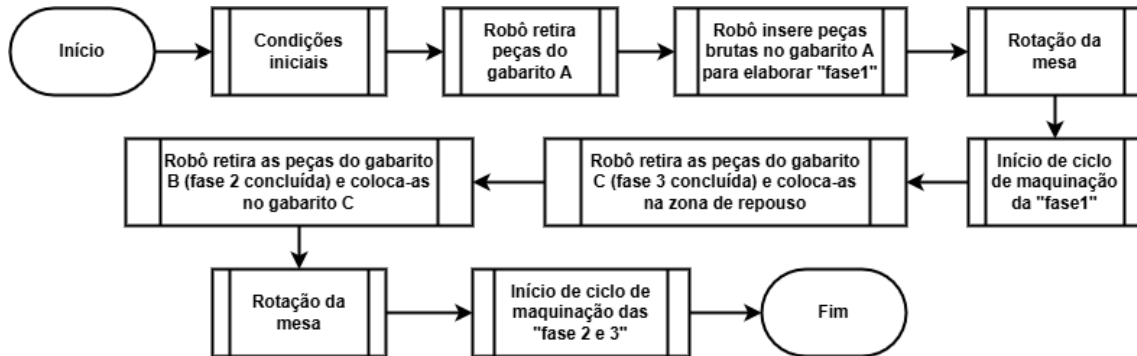 Início
Condições
iniciais
Robô retira
peças do
gabarito A
Robô insere peças
brutas no gabarito A
para elaborar "fase1"
Rotação da
mesa
Início de ciclo
de maquinação
da "fase1"
Robô retira as peças do gabarito
C (fase 3 concluída) e coloca-as
na zona de repouso
Robô retira as peças do gabarito
B (fase 2 concluída) e coloca-as
no gabarito C
Rotação da
mesa
Início de ciclo de
maquinação das
"fase 2 e 3"
Fim